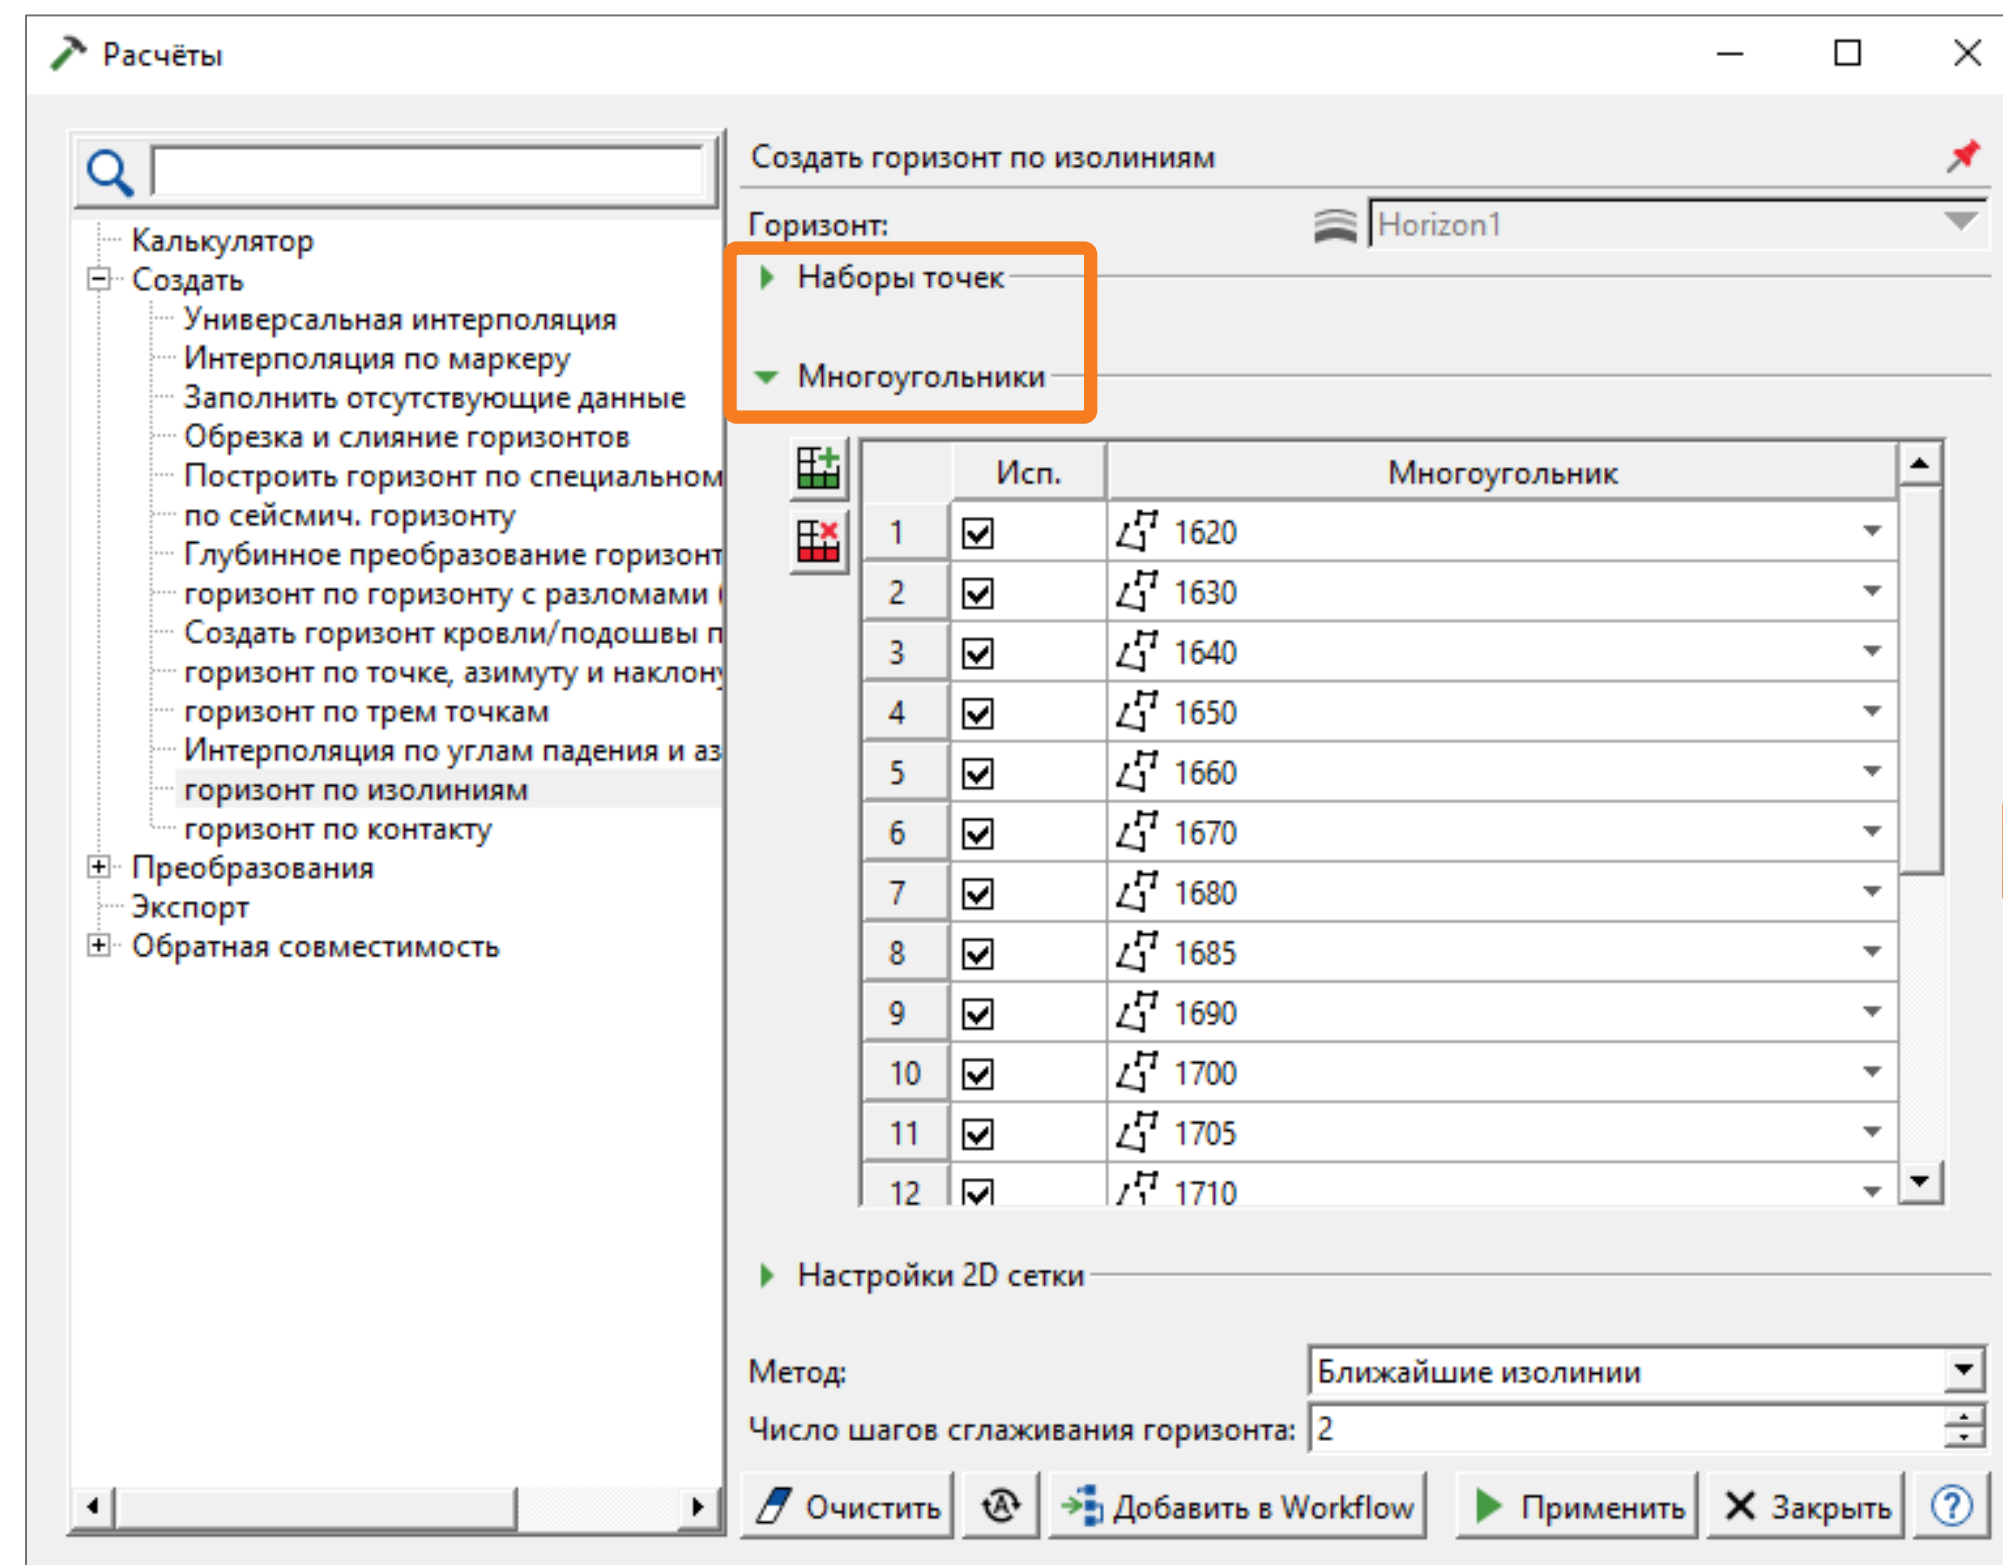 Расчёты
Калькулятор
Создать
Универсальная интерполяция
Интерполяция по маркеру
Заполнить отсутствующие данные
Обрезка и слияние горизонтов
Построить горизонт по специальном
по сейсмич. горизонту
Глубинное преобразование горизонт
горизонт по горизонту с разломами (
Создать горизонт кровли/подошвы п
горизонт по точке, азимуту и наклону
горизонт по трем точкам
Интерполяция по углам падения и аз
горизонт по изолиниям
горизонт по контакту
Преобразования
Экспорт
Обратная совместимость
Создать горизонт по изолиниям
Горизонт: Horizon1
Наборы точек
Многоугольники
Исп. Многоугольник
1 1620
2 1630
3 1640
4 1650
5 1660
6 1670
7 1680
8 1685
9 1690
10 1700
11 1705
12 1710
Настройки 2D сетки
Метод: Ближайшие изолинии
Число шагов сглаживания горизонта: 2
Очистить A Добавить в Workflow Применить Закрыть ?